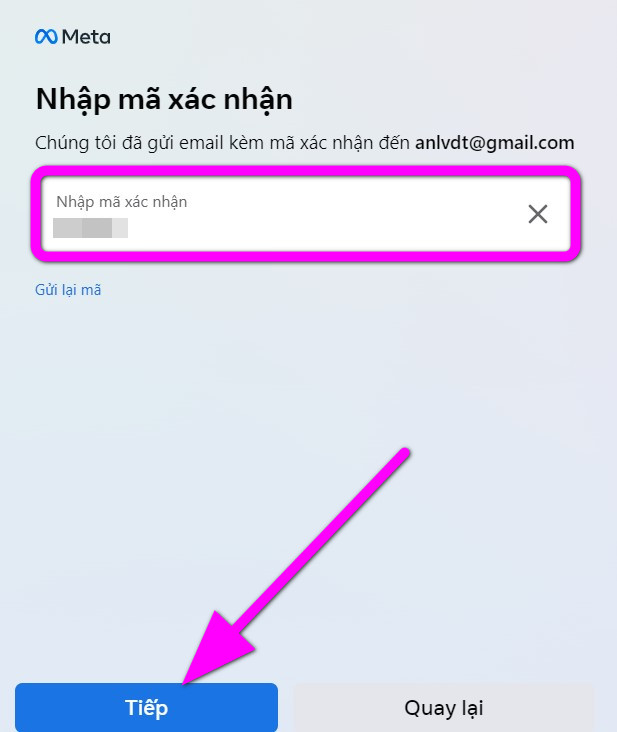 Meta
Nhập mã xác nhận
Chúng tôi đã gửi email kèm mã xác nhận đến anlvdt@gmail.com
Nhập mã xác nhận
Gửi lại mã
Tiếp
Quay lại